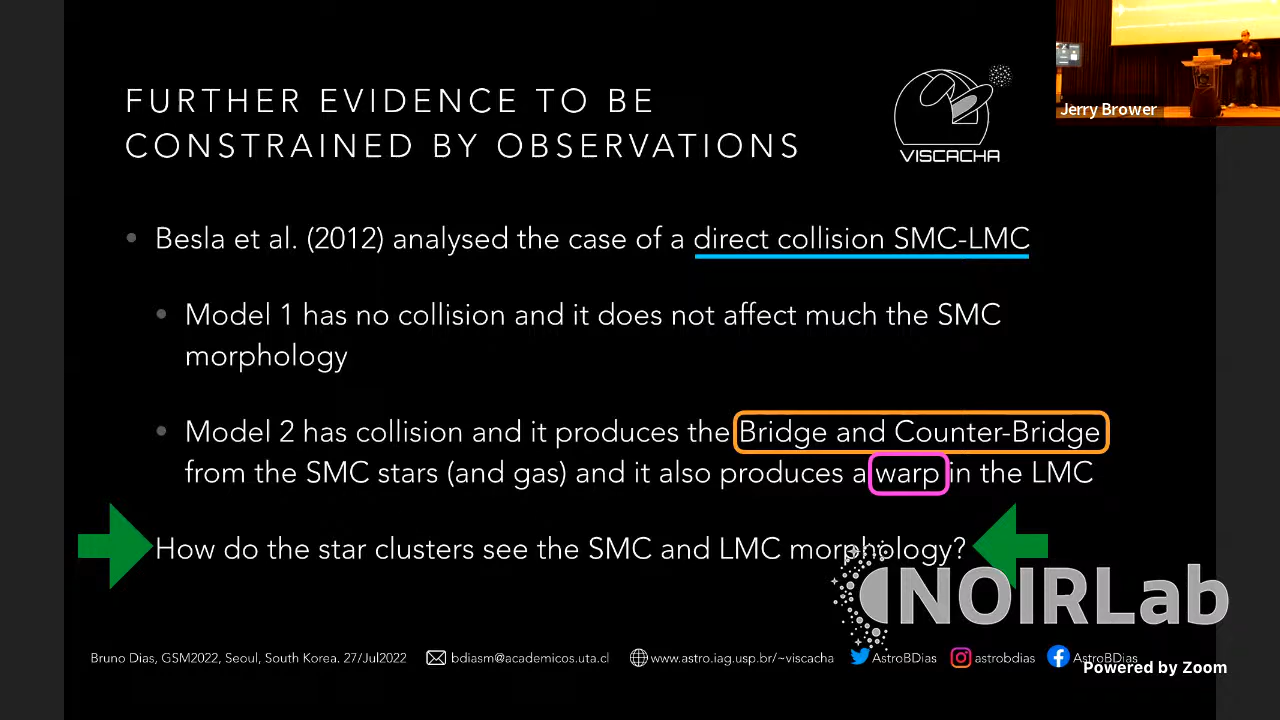 FURTHER EVIDENCE TO BE
CONSTRAINED BY OBSERVATIONS
VISCACHA
Jerry Brower
Besla et al. (2012) analysed the case of a direct collision SMC-LMC
Model 1 has no collision and it does not affect much the SMC
morphology
Model 2 has collision and it produces the Bridge and Counter-Bridge
from the SMC stars (and gas) and it also produces a warp in the LMC
How do the star clusters see the SMC and LMC morphology?
NOIRLab
Bruno Dias, GSM2022, Seoul, South Korea. 27/Jul2022 bdiasm@academicos.uta.cl www.astro.iag.usp.br/~viscacha AstroBDias astrobdias AstroBDias
Powered by Zoom